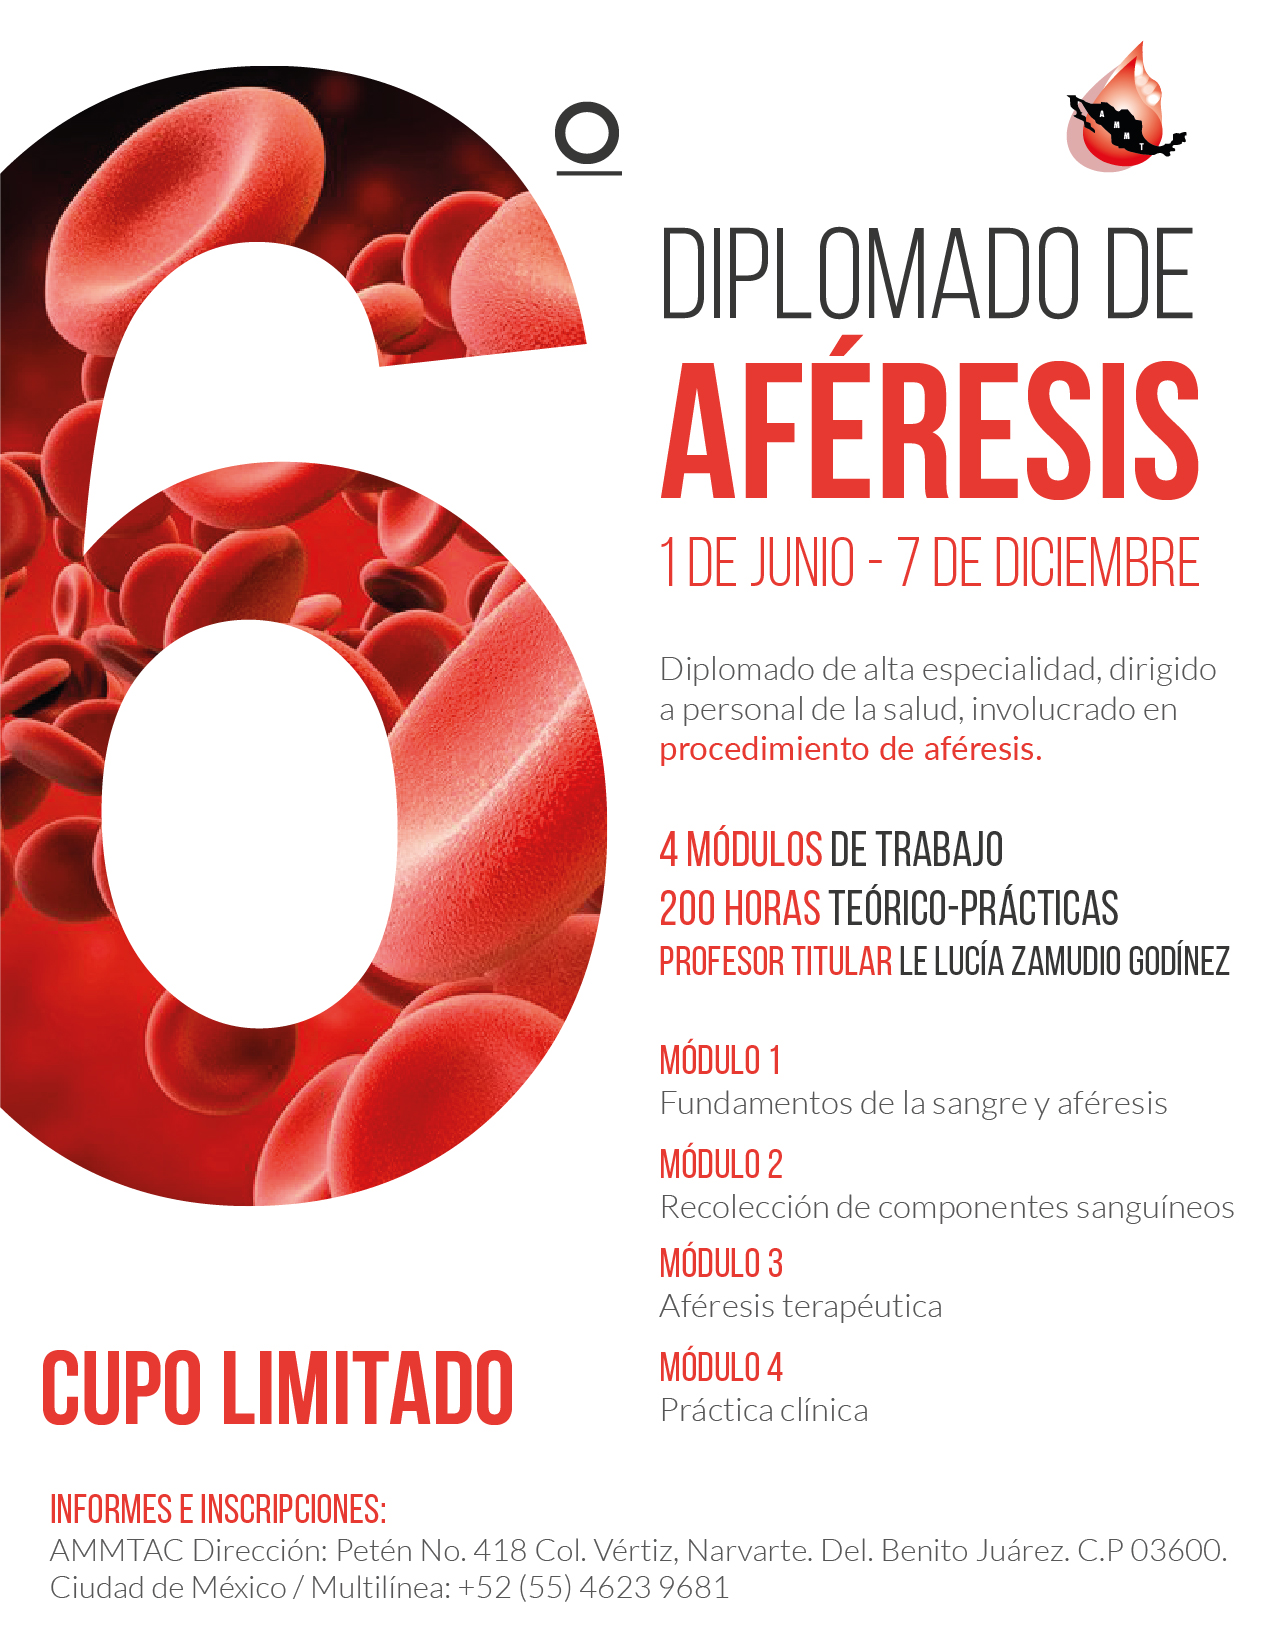 6º
AMMT
DIPLOMADO DE
AFÉRESIS
1 DE JUNIO - 7 DE DICIEMBRE
Diplomado de alta especialidad, dirigido
a personal de la salud, involucrado en
procedimiento de aféresis.
4 MÓDULOS DE TRABAJO
200 HORAS TEÓRICO-PRÁCTICAS
PROFESOR TITULAR LE LUCÍA ZAMUDIO GODÍNEZ
MÓDULO 1
Fundamentos de la sangre y aféresis
MÓDULO 2
Recolección de componentes sanguíneos
MÓDULO 3
Aféresis terapéutica
MÓDULO 4
Práctica clínica
CUPO LIMITADO
INFORMES E INSCRIPCIONES:
AMMTAC Dirección: Petén No. 418 Col. Vértiz, Narvarte. Del. Benito Juárez. C.P 03600.
Ciudad de México / Multilínea: +52 (55) 4623 9681